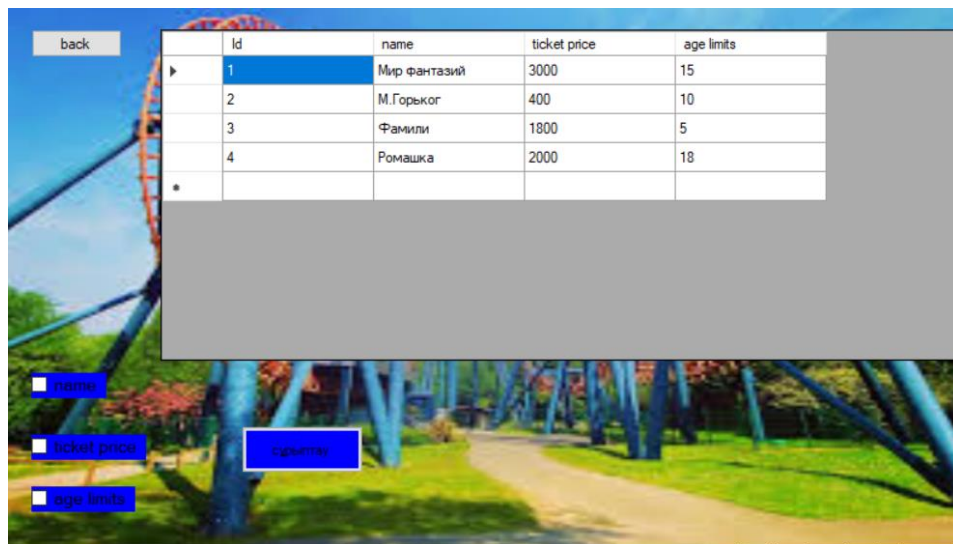 back
Id name ticket price age limits
1 Мир фантазий 3000 15
2 М.Горьког 400 10
3 Фамили 1800 5
4 Ромашка 2000 18
name
ticket price
сұрыптау
age limits